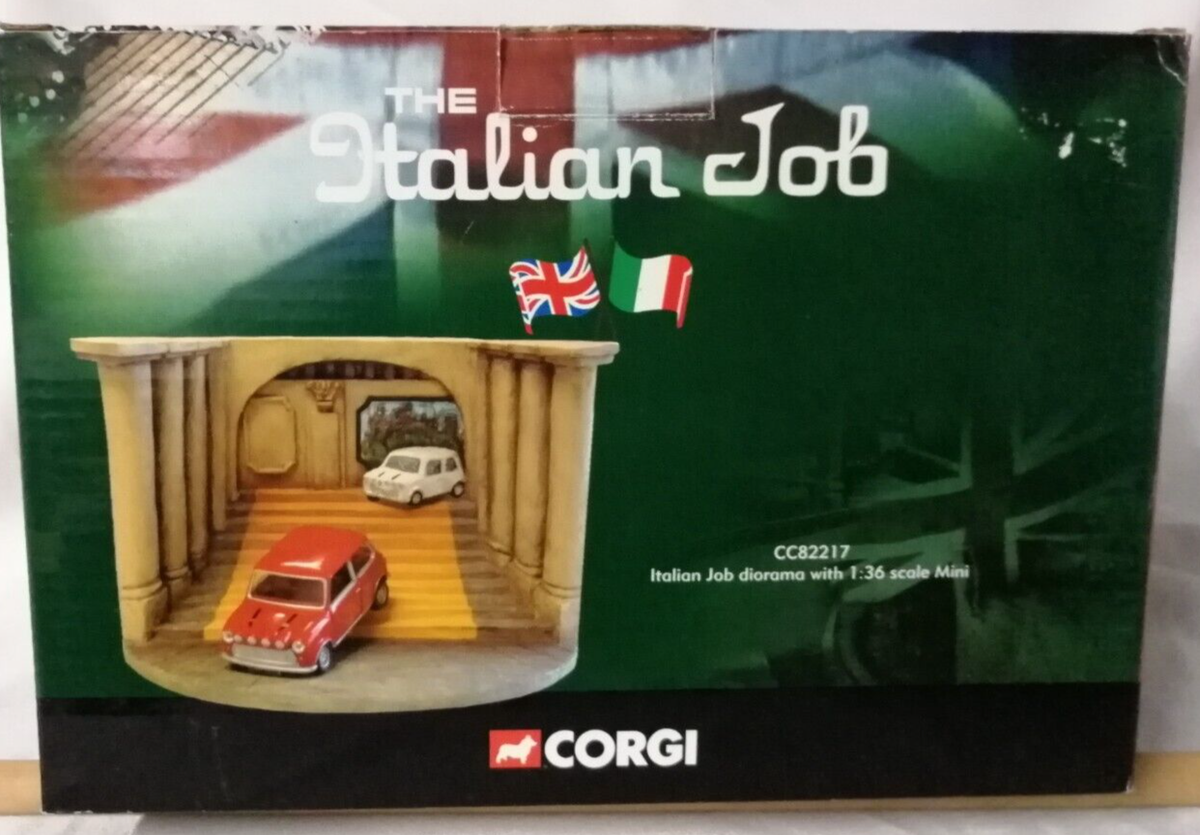 THE
Italian Job
CC82217
Italian Job diorama with 1:36 scale Mini
CORGI